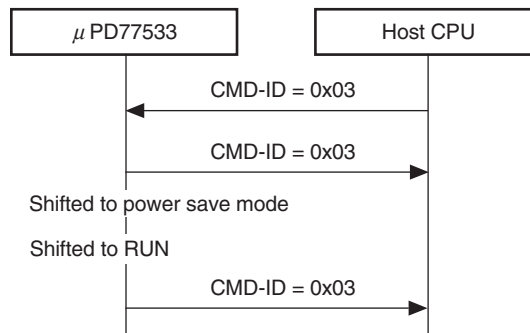 μ PD77533
Host CPU
CMD-ID = 0x03
CMD-ID = 0x03
Shifted to power save mode
Shifted to RUN
CMD-ID = 0x03